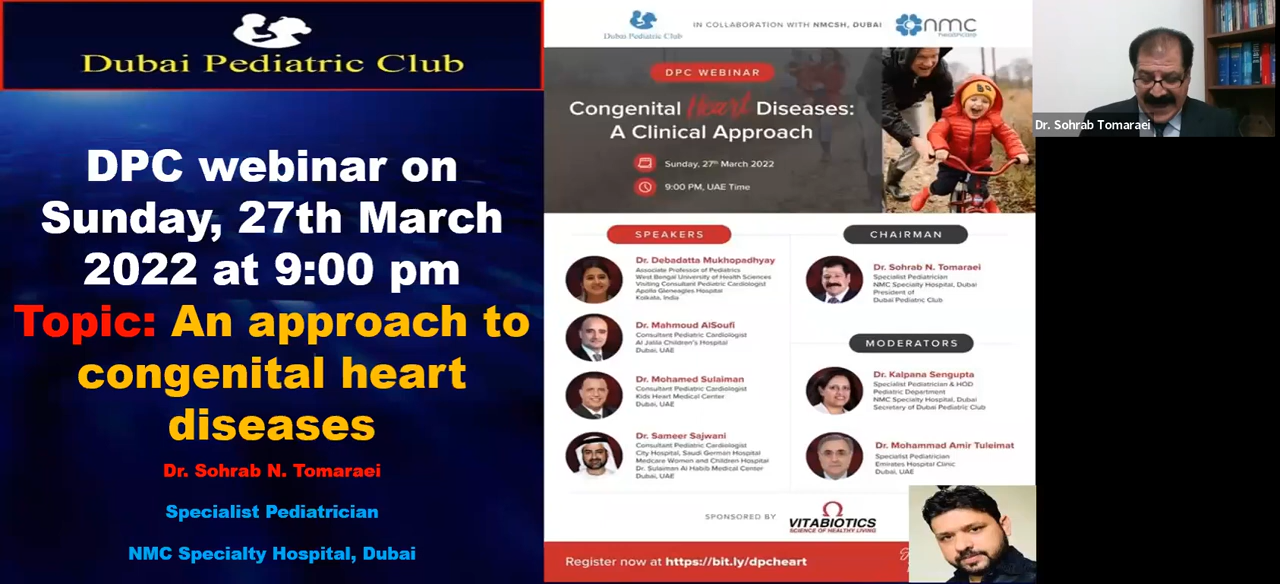 Dubai Pediatric Club
DPC webinar on
Sunday, 27th March
2022 at 9:00 pm
Topic: An approach to
congenital heart
diseases
Dr. Sohrab N. Tomaraei
Specialist Pediatrician
NMC Specialty Hospital, Dubai
Dubai Pediatric Club
IN COLLABORATION WITH NMCSH, DUBAI
nmc
healthcare
DPC WEBINAR
Congenital Heart Diseases:
A Clinical Approach
Sunday, 27th March 2022
9:00 PM, UAE Time
SPEAKERS
Dr. Debadatta Mukhopadhyay
Associate Professor of Pediatrics
West Bengal University of Health Sciences
Visiting Consultant Pediatric Cardiologist
Apollo Gleneagles Hospital
Kolkata, India
Dr. Mahmoud AlSoufi
Consultant Pediatric Cardiologist
Al Jalila Children's Hospital
Dubai, UAE
Dr. Mohamed Sulaiman
Consultant Pediatric Cardiologist
Kids Heart Medical Center
Dubai, UAE
Dr. Sameer Sajwani
Consultant Pediatric Cardiologist
City Hospital, Saudi German Hospital
Medcare Women and Children Hospital
Dr. Sulaiman Al Habib Medical Center
Dubai, UAE
CHAIRMAN
Dr. Sohrab N. Tomaraei
Specialist Pediatrician
NMC Specialty Hospital, Dubai
President of
Dubai Pediatric Club
MODERATORS
Dr. Kalpana Sengupta
Specialist Pediatrician & HOD
Pediatric Department
NMC Specialty Hospital, Dubai
Secretary of Dubai Pediatric Club
Dr. Mohammad Amir Tuleimat
Specialist Pediatrician
Emirates Hospital Clinic
Dubai, UAE
SPONSORED BY
VITABIOTICS
SCIENCE OF HEALTHY LIVING
Register now at https://bit.ly/dpcheart
Dr. Sohrab Tomaraei